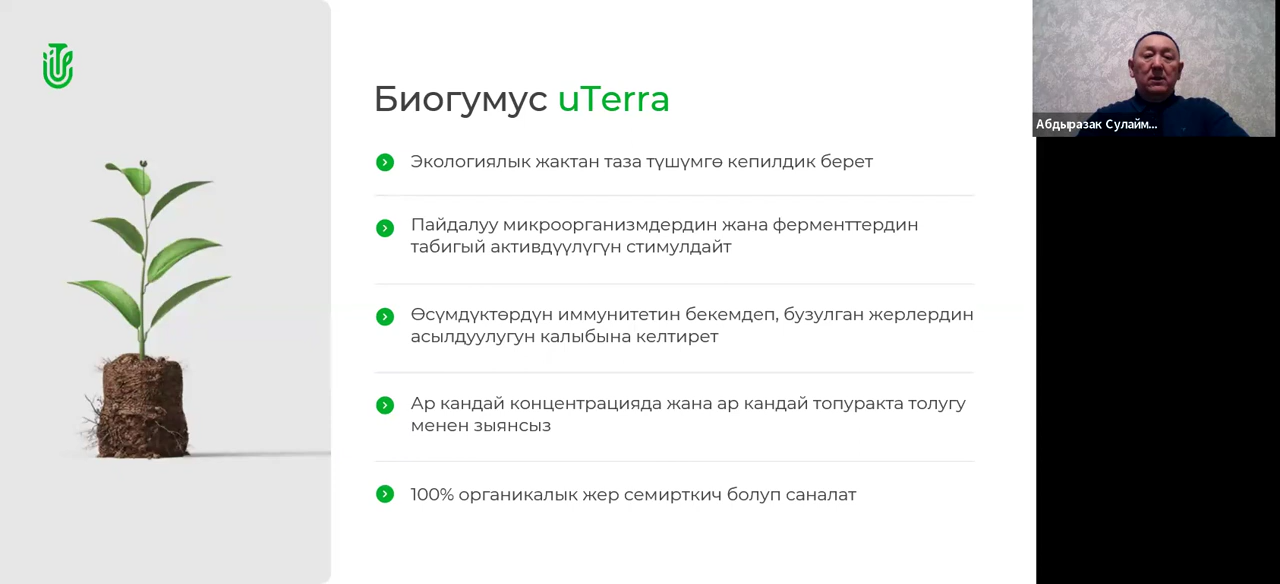 Биогумус uTerra
Экологиялык жактан таза түшүмгө кепилдик берет
Пайдалуу микроорганизмдердин жана ферменттердин
табигый активдүүлүгүн стимулдайт
Өсүмдүктөрдүн иммунитетин бекемдеп, бузулган жерлердин
асылдуулугун калыбына келтирет
Ар кандай концентрацияда жана ар кандай топуракта толугу
менен зыянсыз
100% органикалык жер семирткич болуп саналат
Абдыразак Сулайм...